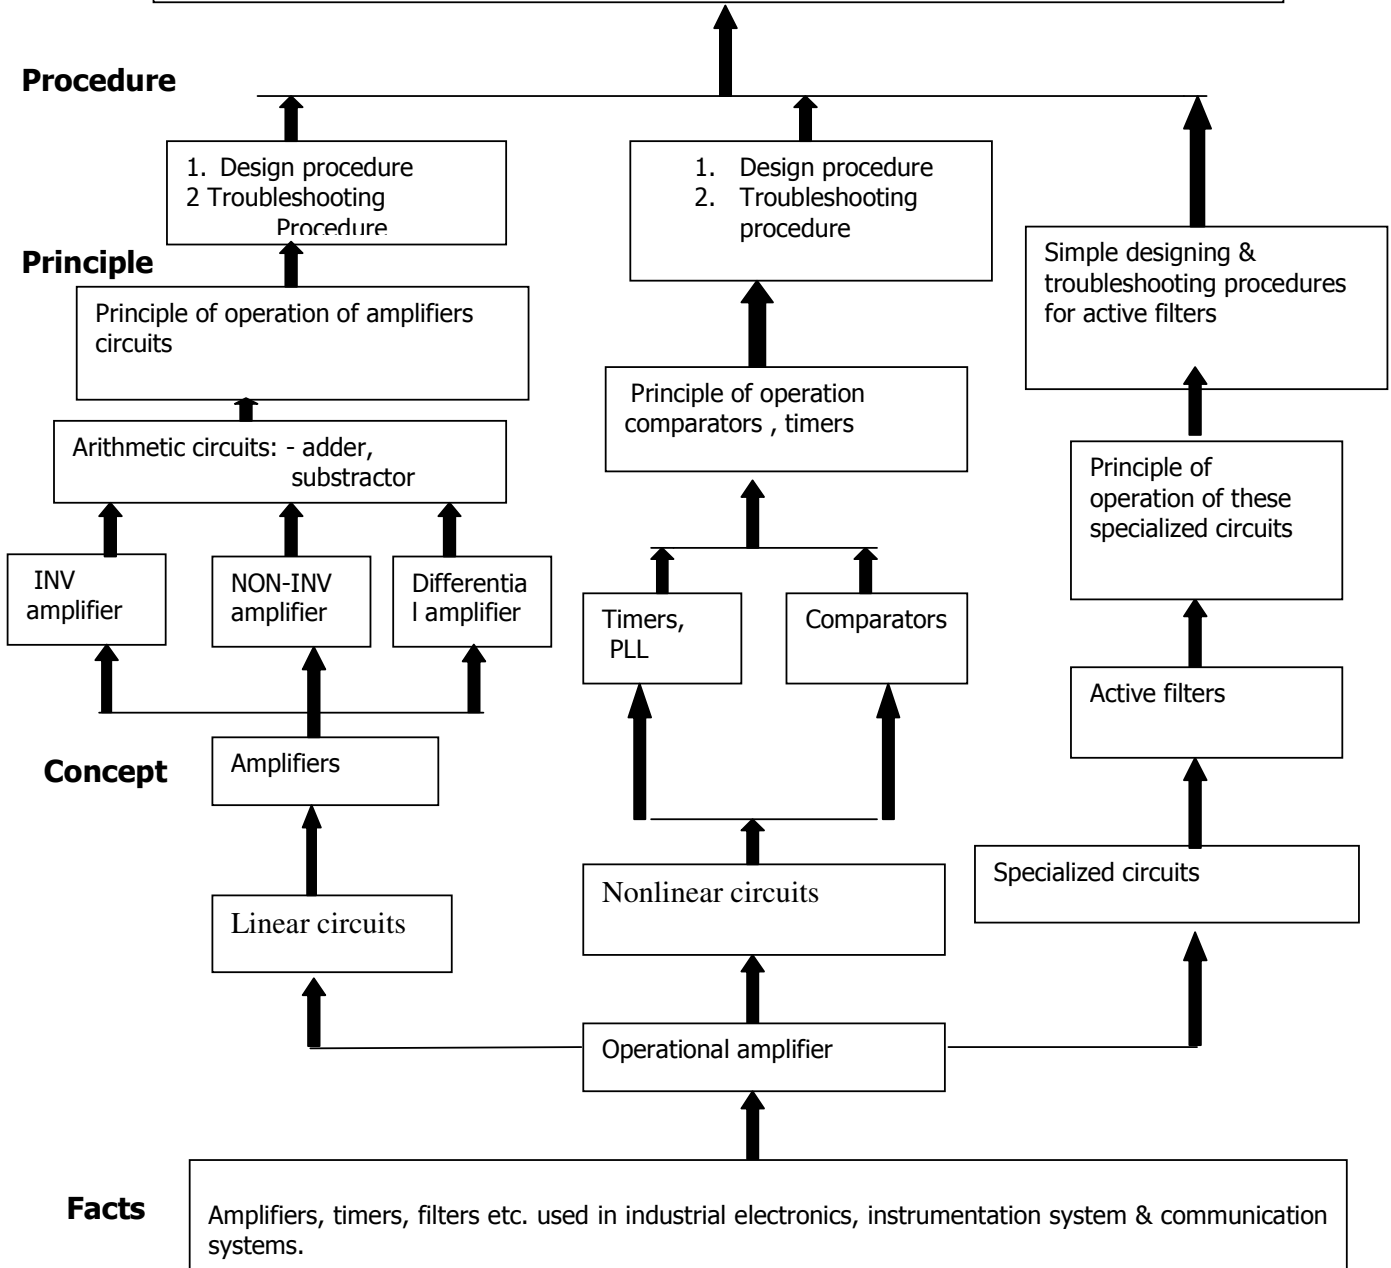 Procedure
1. Design procedure
2 Troubleshooting
Procedure
1. Design procedure
2. Troubleshooting
procedure
Simple designing &
troubleshooting procedures
for active filters
Principle
Principle of operation of amplifiers
circuits
Principle of operation
comparators , timers
Arithmetic circuits: - adder,
substractor
Principle of
operation of these
specialized circuits
INV
amplifier
NON-INV
amplifier
Differentia
l amplifier
Timers,
PLL
Comparators
Active filters
Concept
Amplifiers
Specialized circuits
Nonlinear circuits
Linear circuits
Operational amplifier
Facts
Amplifiers, timers, filters etc. used in industrial electronics, instrumentation system & communication
systems.